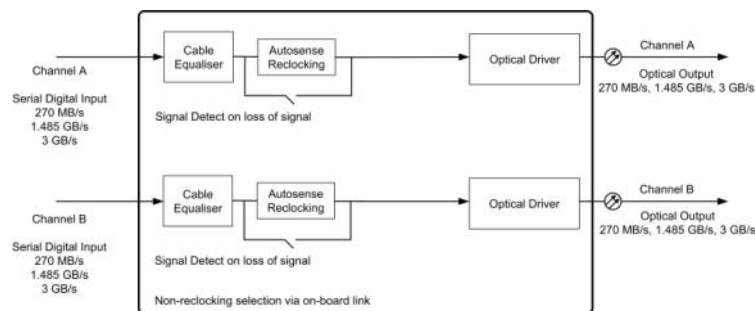 Channel A
Serial Digital Input
270 MB/s
1.485 GB/s
3 GB/s
Cable
Equaliser
Autosense
Reclocking
Signal Detect on loss of signal
Optical Driver
Channel A
Optical Output
270 MB/s, 1.485 GB/s, 3 GB/s
Channel B
Serial Digital Input
270 MB/s
1.485 GB/s
3 GB/s
Cable
Equaliser
Autosense
Reclocking
Signal Detect on loss of signal
Optical Driver
Channel B
Optical Output
270 MB/s, 1.485 GB/s, 3 GB/s
Non-reclocking selection via on-board link